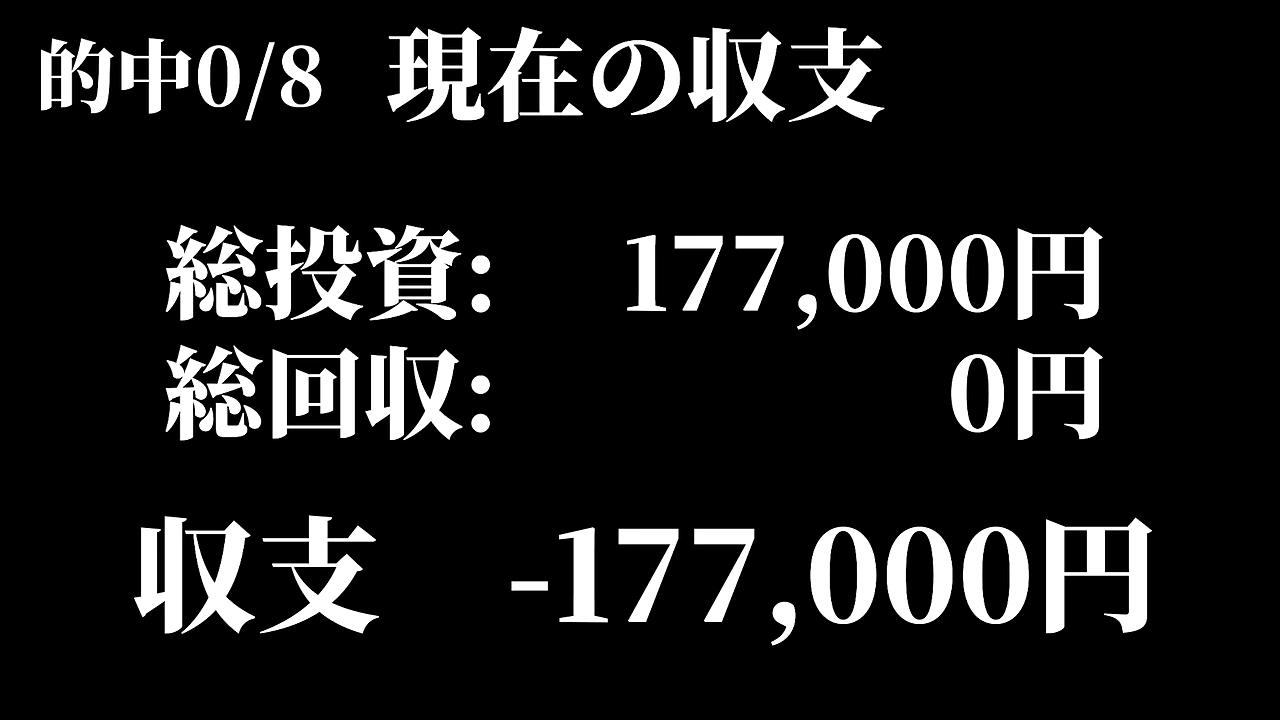 的中0/8 現在の収支
総投資: 177,000円
総回収: 0円
収支 -177,000円